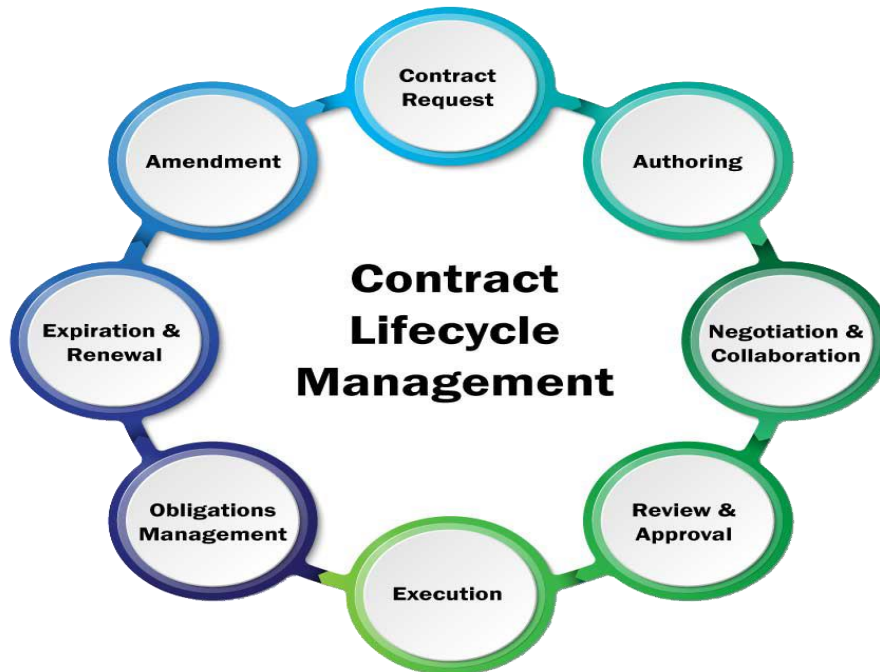 Contract
Request
Authoring
Negotiation &
Collaboration
Review &
Approval
Execution
Obligations
Management
Expiration &
Renewal
Amendment
Contract
Lifecycle
Management